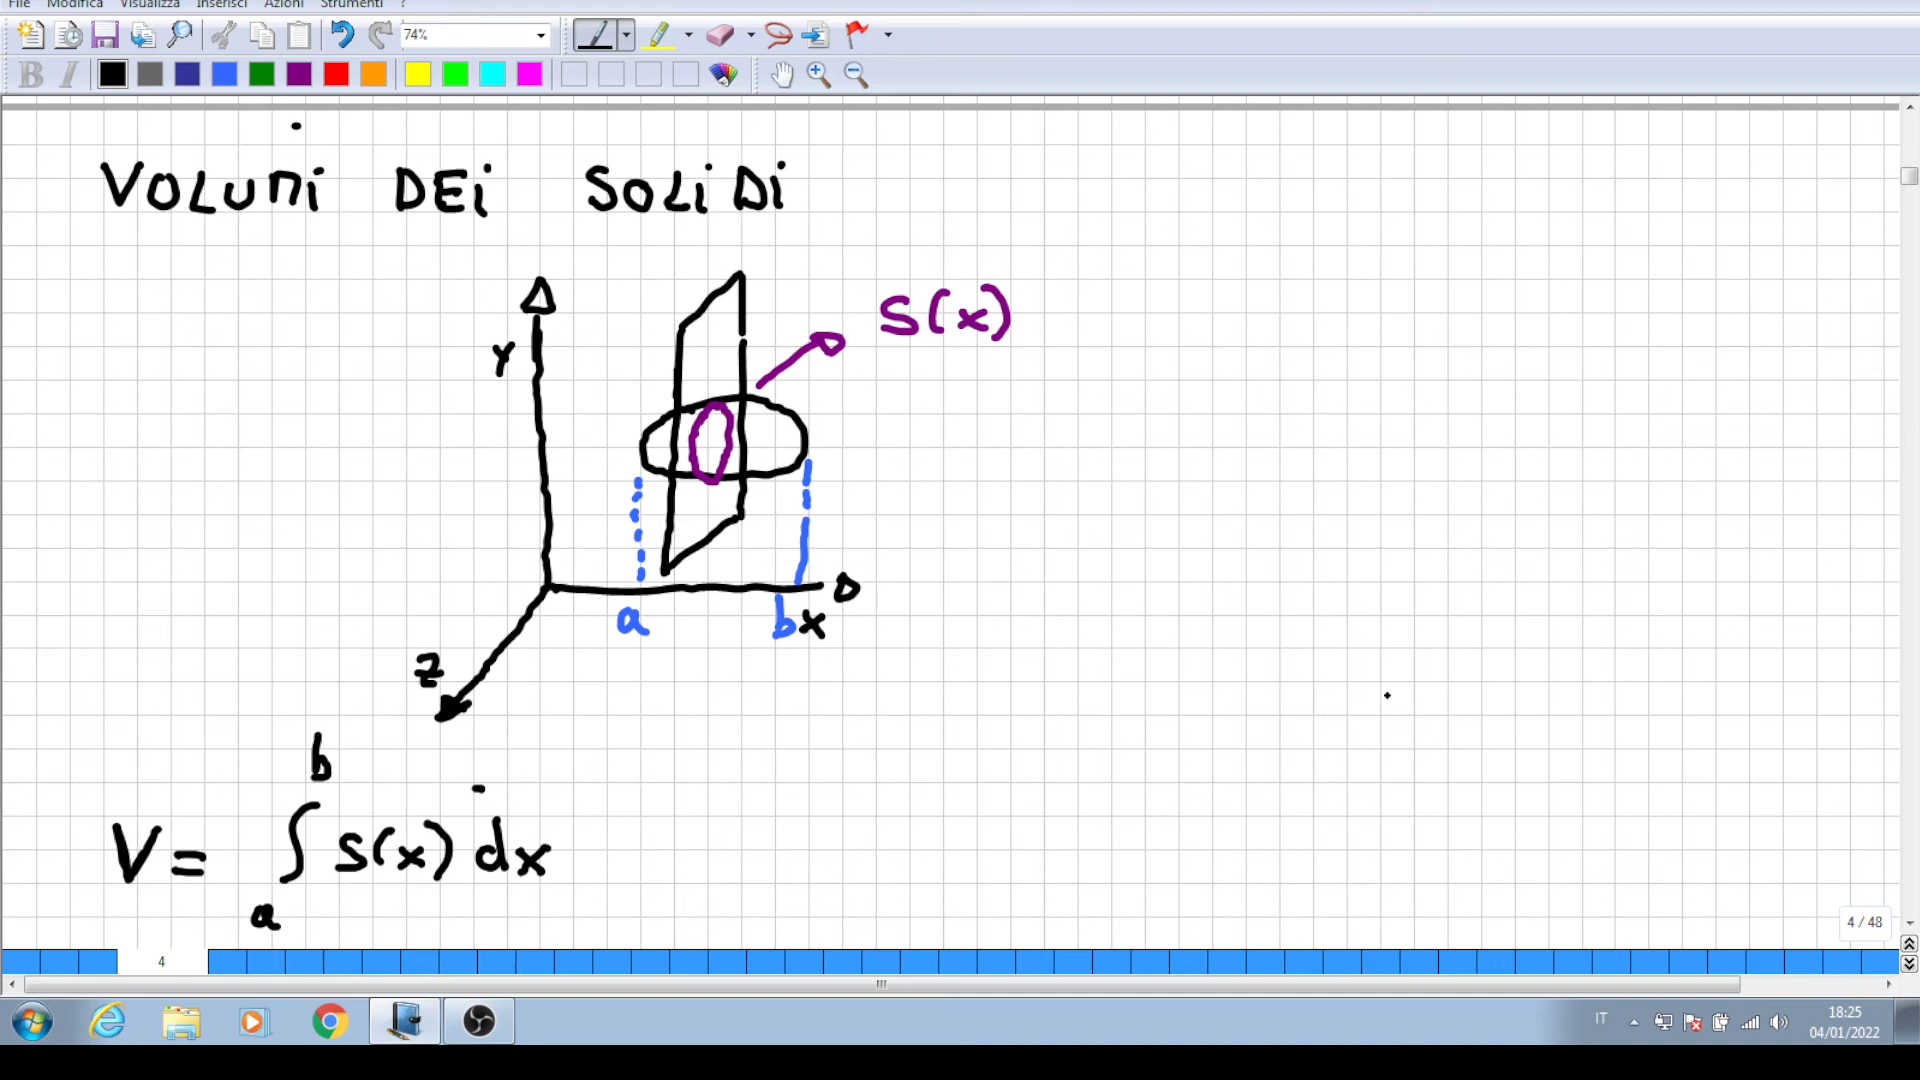 File Modifica Visualizza Inserisci Azioni Strumenti ?
74%
B I
VOLUMi DEi SOLiDi
S(x)
Y
a b x
z
b
V = ∫ S(x) dx
a
4 / 48
4
IT
18:25
04/01/2022